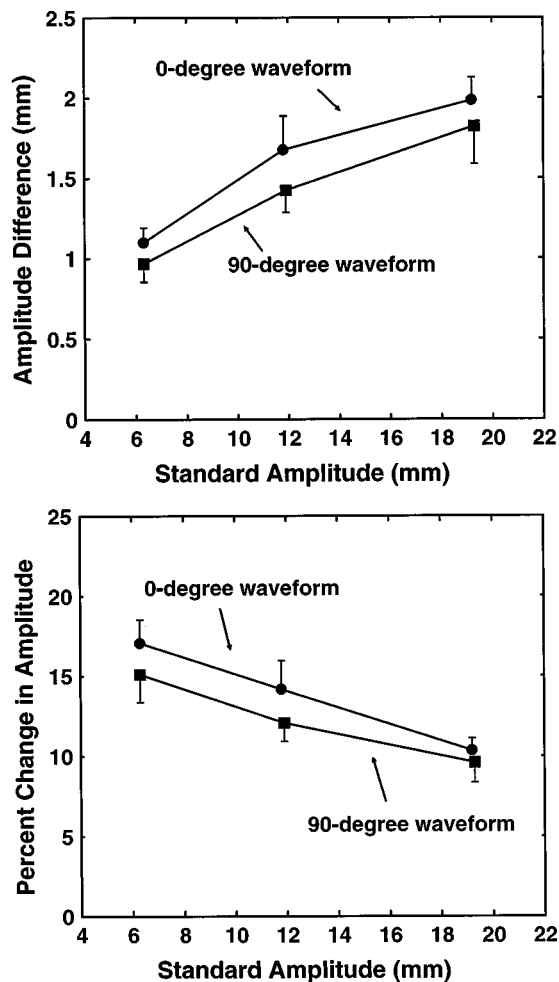 2.5
0-degree waveform
2
1.5
90-degree waveform
1
0.5
0
Amplitude Difference (mm)
4 6 8 10 12 14 16 18 20 22
Standard Amplitude (mm)
25
0-degree waveform
20
15
10
90-degree waveform
5
0
Percent Change in Amplitude
4 6 8 10 12 14 16 18 20 22
Standard Amplitude (mm)